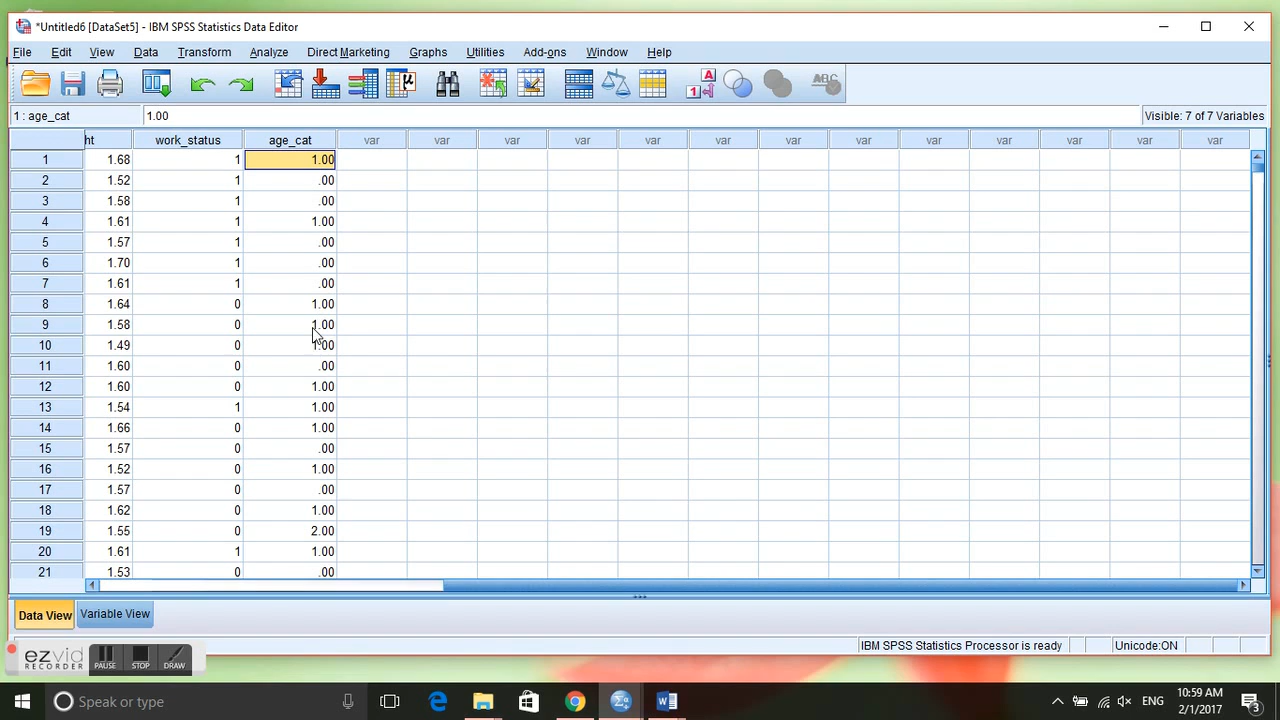 *Untitled6 [DataSet5] - IBM SPSS Statistics Data Editor
File Edit View Data Transform Analyze Direct Marketing Graphs Utilities Add-ons Window Help
A
1
μ
ABC
1 : age_cat 1.00 Visible: 7 of 7 Variables
ht work_status age_cat var var var var var var var var var var var var var
1 1.68 1 1.00
2 1.52 1 .00
3 1.58 1 .00
4 1.61 1 1.00
5 1.57 1 .00
6 1.70 1 .00
7 1.61 1 .00
8 1.64 0 1.00
9 1.58 0 1.00
10 1.49 0 1.00
11 1.60 0 .00
12 1.60 0 1.00
13 1.54 1 1.00
14 1.66 0 1.00
15 1.57 0 .00
16 1.52 0 1.00
17 1.57 0 .00
18 1.62 0 1.00
19 1.55 0 2.00
20 1.61 1 1.00
21 1.53 0 .00
Data View Variable View
IBM SPSS Statistics Processor is ready Unicode:ON
ezvid
RECORDER
PAUSE STOP DRAW
Speak or type
ENG
10:59 AM
2/1/2017
3